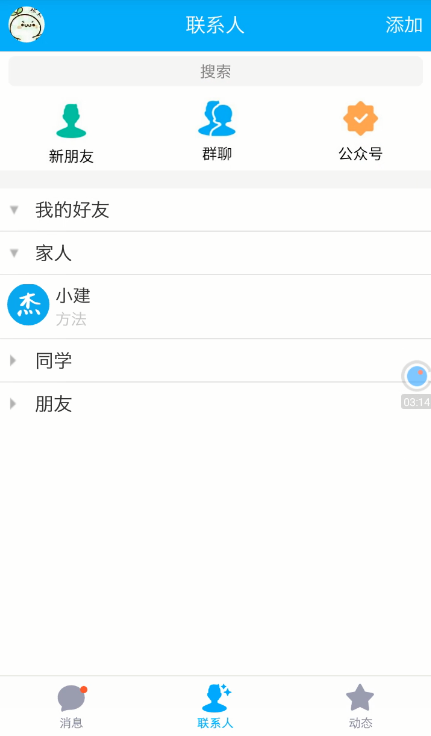 联系人
添加
搜索
新朋友
群聊
公众号
我的好友
家人
杰
小建
方法
同学
朋友
03:14
消息
联系人
动态